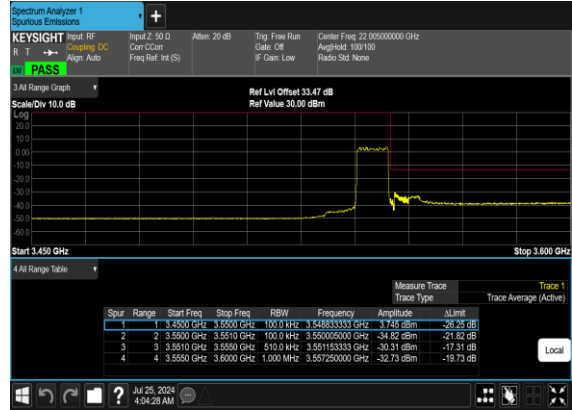 Spectrum Analyzer 1
Spurious Emissions
KEYSIGHT Input: RF Input Z: 50 Ω Atten: 20 dB Trig: Free Run Center Freq: 22.005000000 GHz
R T Coupling: DC Corr CCorr Gate: Off Avg|Hold: 100/100
Align: Auto Freq Ref: Int (S) IF Gain: Low Radio Std: None
PASS
3 All Range Graph
Ref Lvl Offset 33.47 dB
Scale/Div 10.0 dB Ref Value 30.00 dBm
Log
20.0
10.0
0.00
-10.0
-20.0
-30.0
-40.0
-50.0
-60.0
Start 3.450 GHz Stop 3.600 GHz
4 All Range Table
Measure Trace Trace 1
Trace Type Trace Average (Active)
Spur Range Start Freq Stop Freq RBW Frequency Amplitude ΔLimit
1 1 3.4500 GHz 3.5500 GHz 100.0 kHz 3.548833333 GHz 3.745 dBm -26.25 dB
2 2 3.5500 GHz 3.5510 GHz 100.0 kHz 3.550005000 GHz -34.82 dBm -21.82 dB
3 3 3.5510 GHz 3.5550 GHz 510.0 kHz 3.551153333 GHz -30.31 dBm -17.31 dB
4 4 3.5550 GHz 3.6000 GHz 1.000 MHz 3.557250000 GHz -32.73 dBm -19.73 dB
Local
Jul 25, 2024
4:04:28 AM